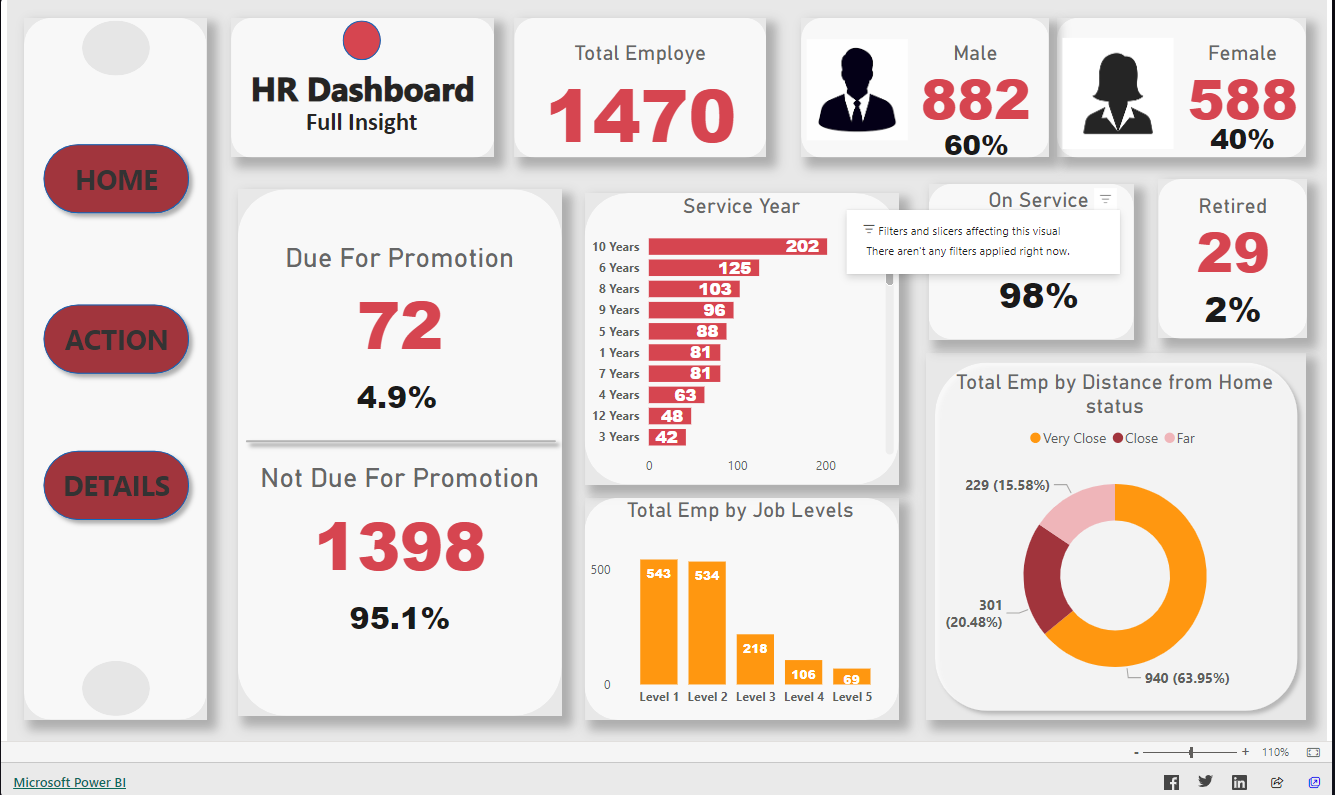 HOME
ACTION
DETAILS
HR Dashboard
Full Insight
Total Employe
1470
Male
882
60%
Female
588
40%
Due For Promotion
72
4.9%
Not Due For Promotion
1398
95.1%
Service Year
10 Years 202
6 Years 125
8 Years 103
9 Years 96
5 Years 88
1 Years 81
7 Years 81
4 Years 63
12 Years 48
3 Years 42
0 100 200
On Service
Filters and slicers affecting this visual
There aren't any filters applied right now.
98%
Retired
29
2%
Total Emp by Job Levels
500
0
543 534 218 106 69
Level 1 Level 2 Level 3 Level 4 Level 5
Total Emp by Distance from Home
status
Very Close Close Far
229 (15.58%)
301
(20.48%)
940 (63.95%)
- + 110%
Microsoft Power BI